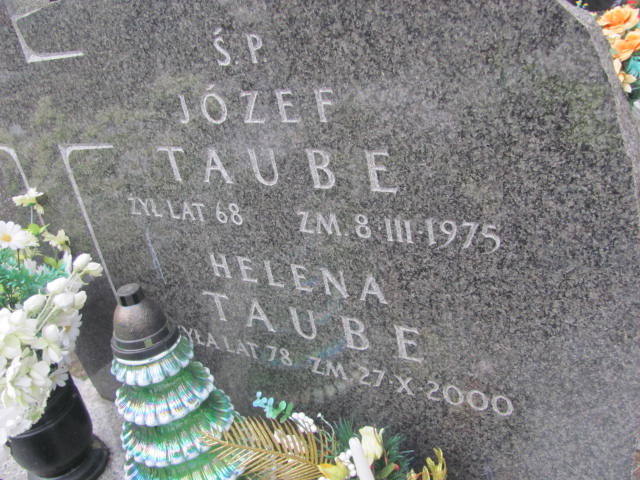 Ś.P.
JÓZEF
TAUBE
ŻYŁ LAT 68 ZM. 8·III·1975
HELENA
TAUBE
ŻYŁA LAT 78 ZM. 27·X·2000